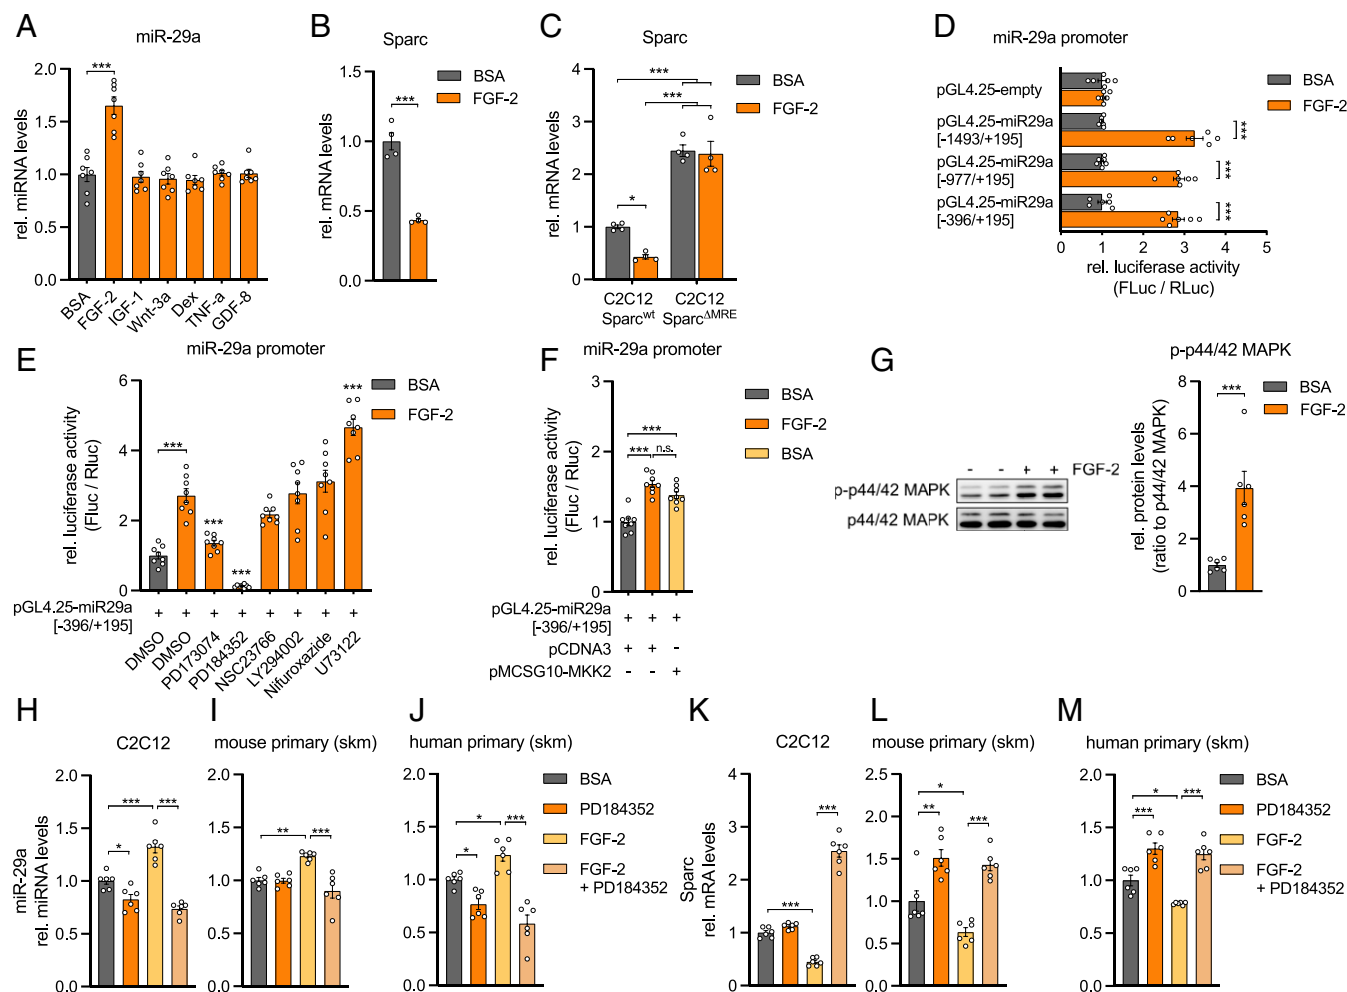 A
miR-29a
rel. miRNA levels
2.0
1.5
1.0
0.5
0.0
***
BSA
FGF-2
IGF-1
Wnt-3a
Dex
TNF-a
GDF-8
B
Sparc
rel. mRNA levels
1.5
1.0
0.5
0.0
***
BSA
FGF-2
C
Sparc
rel. mRNA levels
4
3
2
1
0
***
***
*
BSA
FGF-2
C2C12
Sparc^wt
C2C12
Sparc^ΔMRE
D
miR-29a promoter
pGL4.25-empty
pGL4.25-miR29a
[-1493/+195]
pGL4.25-miR29a
[-977/+195]
pGL4.25-miR29a
[-396/+195]
***
***
***
0 1 2 3 4 5
rel. luciferase activity
(FLuc / RLuc)
BSA
FGF-2
E
miR-29a promoter
rel. luciferase activity
(Fluc / Rluc)
6
4
2
0
***
***
***
***
BSA
FGF-2
pGL4.25-miR29a
[-396/+195]
+ + + + + + + +
DMSO
DMSO
PD173074
PD184352
NSC23766
LY294002
Nifuroxazide
U73122
F
miR-29a promoter
rel. luciferase activity
(Fluc / Rluc)
3
2
1
0
***
*** n.s.
BSA
FGF-2
BSA
pGL4.25-miR29a
[-396/+195]
+ + +
pCDNA3 + + -
pMCSG10-MKK2 - - +
G
- - + + FGF-2
p-p44/42 MAPK
p44/42 MAPK
p-p44/42 MAPK
rel. protein levels
(ratio to p44/42 MAPK)
8
6
4
2
0
***
BSA
FGF-2
H
C2C12
miR-29a
rel. miRNA levels
2.0
1.5
1.0
0.5
0.0
*** ***
*
I
mouse primary (skm)
2.0
1.5
1.0
0.5
0.0
** ***
J
human primary (skm)
2.0
1.5
1.0
0.5
0.0
* ***
*
BSA
PD184352
FGF-2
FGF-2
+ PD184352
K
C2C12
Sparc
rel. mRA levels
4
3
2
1
0
***
***
L
mouse primary (skm)
2.5
2.0
1.5
1.0
0.5
0.0
*
** ***
M
human primary (skm)
2.0
1.5
1.0
0.5
0.0
*
*** ***
BSA
PD184352
FGF-2
FGF-2
+ PD184352